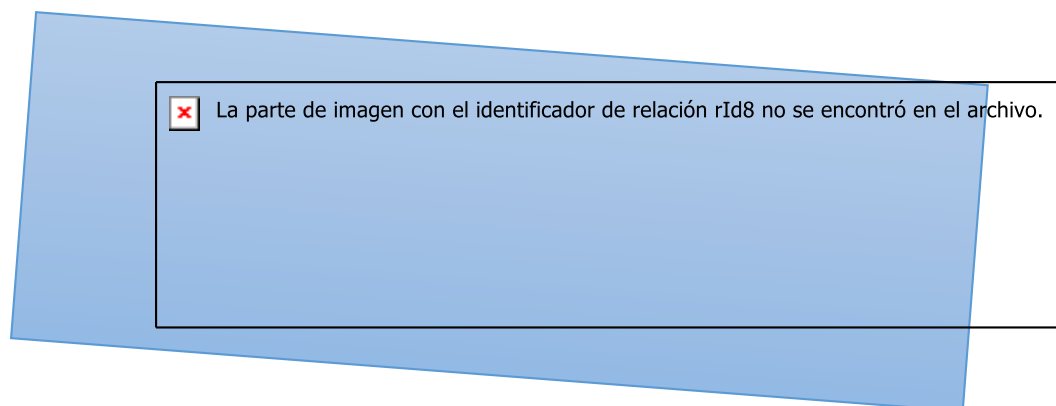 La parte de imagen con el identificador de relación rId8 no se encontró en el archivo.